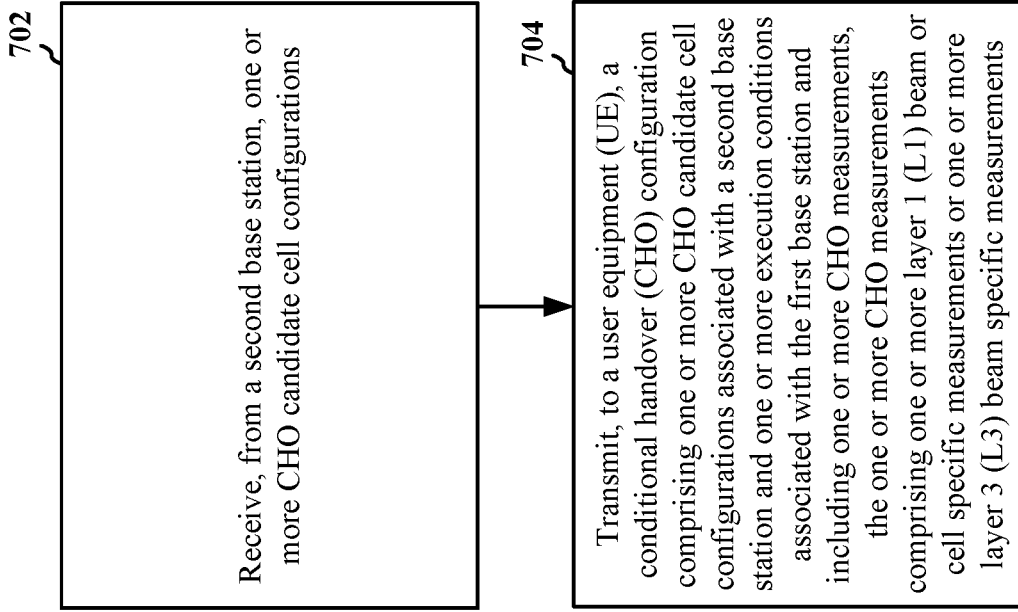 702
Receive, from a second base station, one or
more CHO candidate cell configurations
704
Transmit, to a user equipment (UE), a
conditional handover (CHO) configuration
comprising one or more CHO candidate cell
configurations associated with a second base
station and one or more execution conditions
associated with the first base station and
including one or more CHO measurements,
the one or more CHO measurements
comprising one or more layer 1 (L1) beam or
cell specific measurements or one or more
layer 3 (L3) beam specific measurements